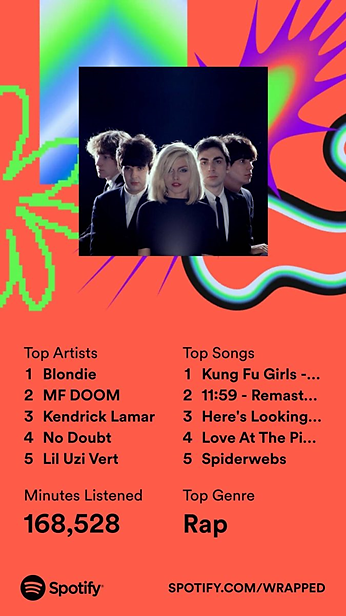 Top Artists
1 Blondie
2 MF DOOM
3 Kendrick Lamar
4 No Doubt
5 Lil Uzi Vert
Top Songs
1 Kung Fu Girls -...
2 11:59 - Remast...
3 Here's Looking...
4 Love At The Pi...
5 Spiderwebs
Minutes Listened
168,528
Top Genre
Rap
Spotify
SPOTIFY.COM/WRAPPED